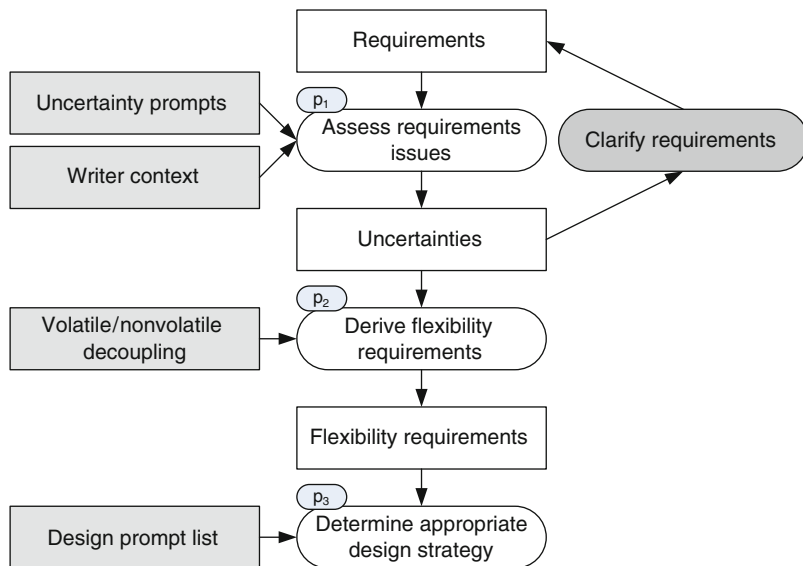 Requirements
Uncertainty prompts
p₁
Assess requirements
issues
Clarify requirements
Writer context
Uncertainties
p₂
Volatile/nonvolatile
decoupling
Derive flexibility
requirements
Flexibility requirements
p₃
Design prompt list
Determine appropriate
design strategy